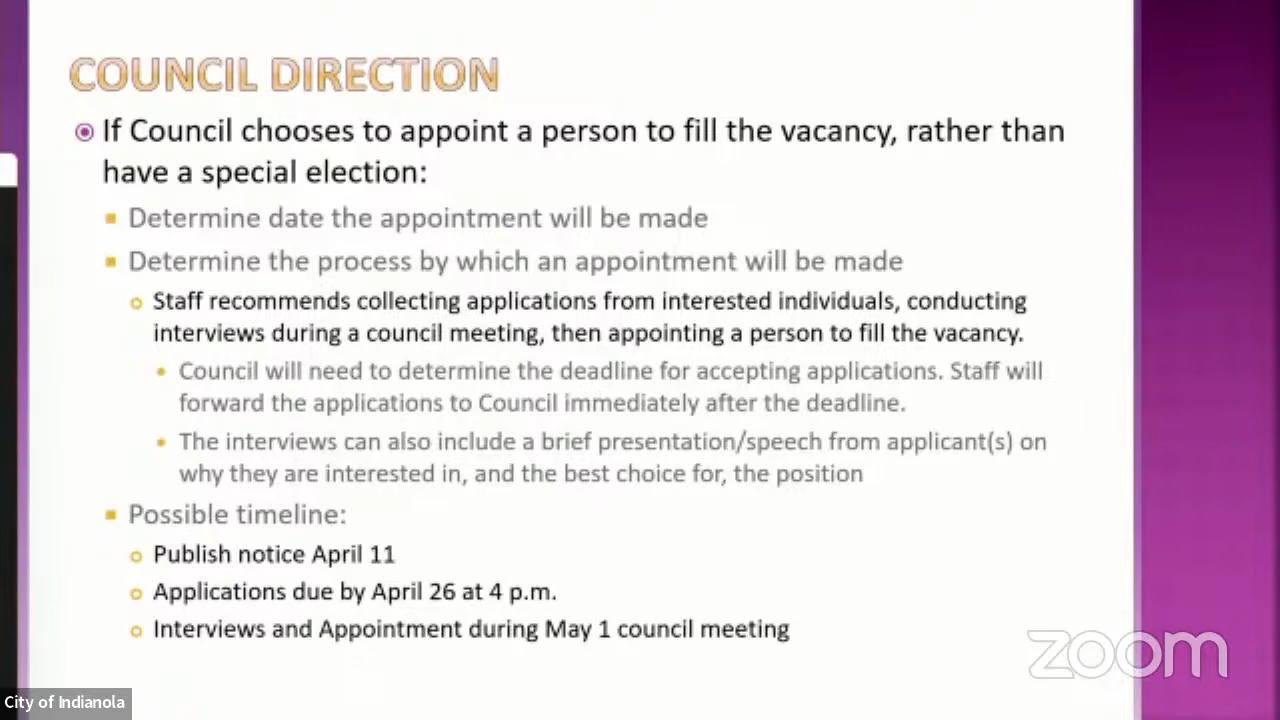 COUNCIL DIRECTION
If Council chooses to appoint a person to fill the vacancy, rather than
have a special election:
Determine date the appointment will be made
Determine the process by which an appointment will be made
Staff recommends collecting applications from interested individuals, conducting
interviews during a council meeting, then appointing a person to fill the vacancy.
Council will need to determine the deadline for accepting applications. Staff will
forward the applications to Council immediately after the deadline.
The interviews can also include a brief presentation/speech from applicant(s) on
why they are interested in, and the best choice for, the position
Possible timeline:
Publish notice April 11
Applications due by April 26 at 4 p.m.
Interviews and Appointment during May 1 council meeting
zoom
City of Indianola